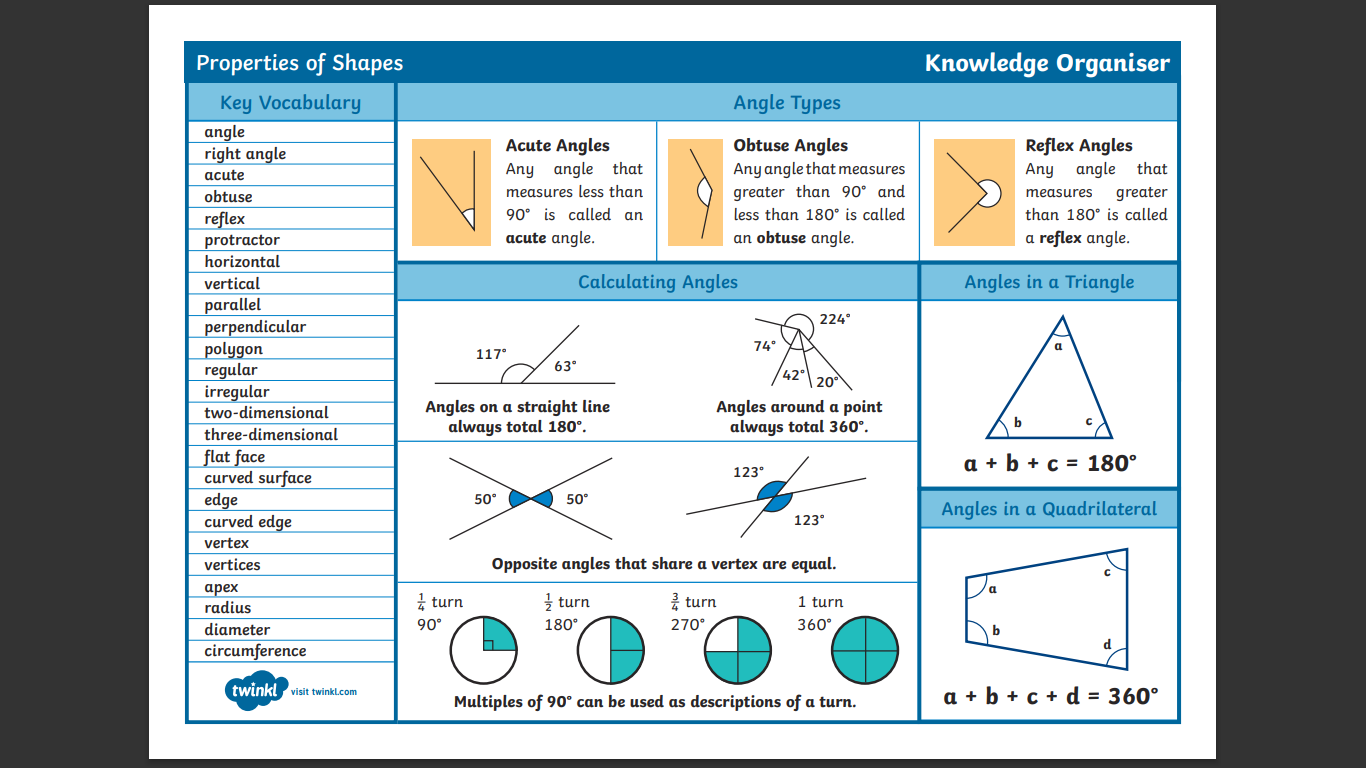 Properties of Shapes
Knowledge Organiser
Key Vocabulary
angle
right angle
acute
obtuse
reflex
protractor
horizontal
vertical
parallel
perpendicular
polygon
regular
irregular
two-dimensional
three-dimensional
flat face
curved surface
edge
curved edge
vertex
vertices
apex
radius
diameter
circumference
twinkl visit twinkl.com
Angle Types
Acute Angles
Any angle that
measures less than
90° is called an
acute angle.
Obtuse Angles
Any angle that measures
greater than 90° and
less than 180° is called
an obtuse angle.
Reflex Angles
Any angle that
measures greater
than 180° is called
a reflex angle.
Calculating Angles
117°
63°
Angles on a straight line
always total 180°.
224°
74°
42°
20°
Angles around a point
always total 360°.
50°
50°
123°
123°
Opposite angles that share a vertex are equal.
1/4 turn
90°
1/2 turn
180°
3/4 turn
270°
1 turn
360°
Multiples of 90° can be used as descriptions of a turn.
Angles in a Triangle
a
b
c
a + b + c = 180°
Angles in a Quadrilateral
c
a
b
d
a + b + c + d = 360°